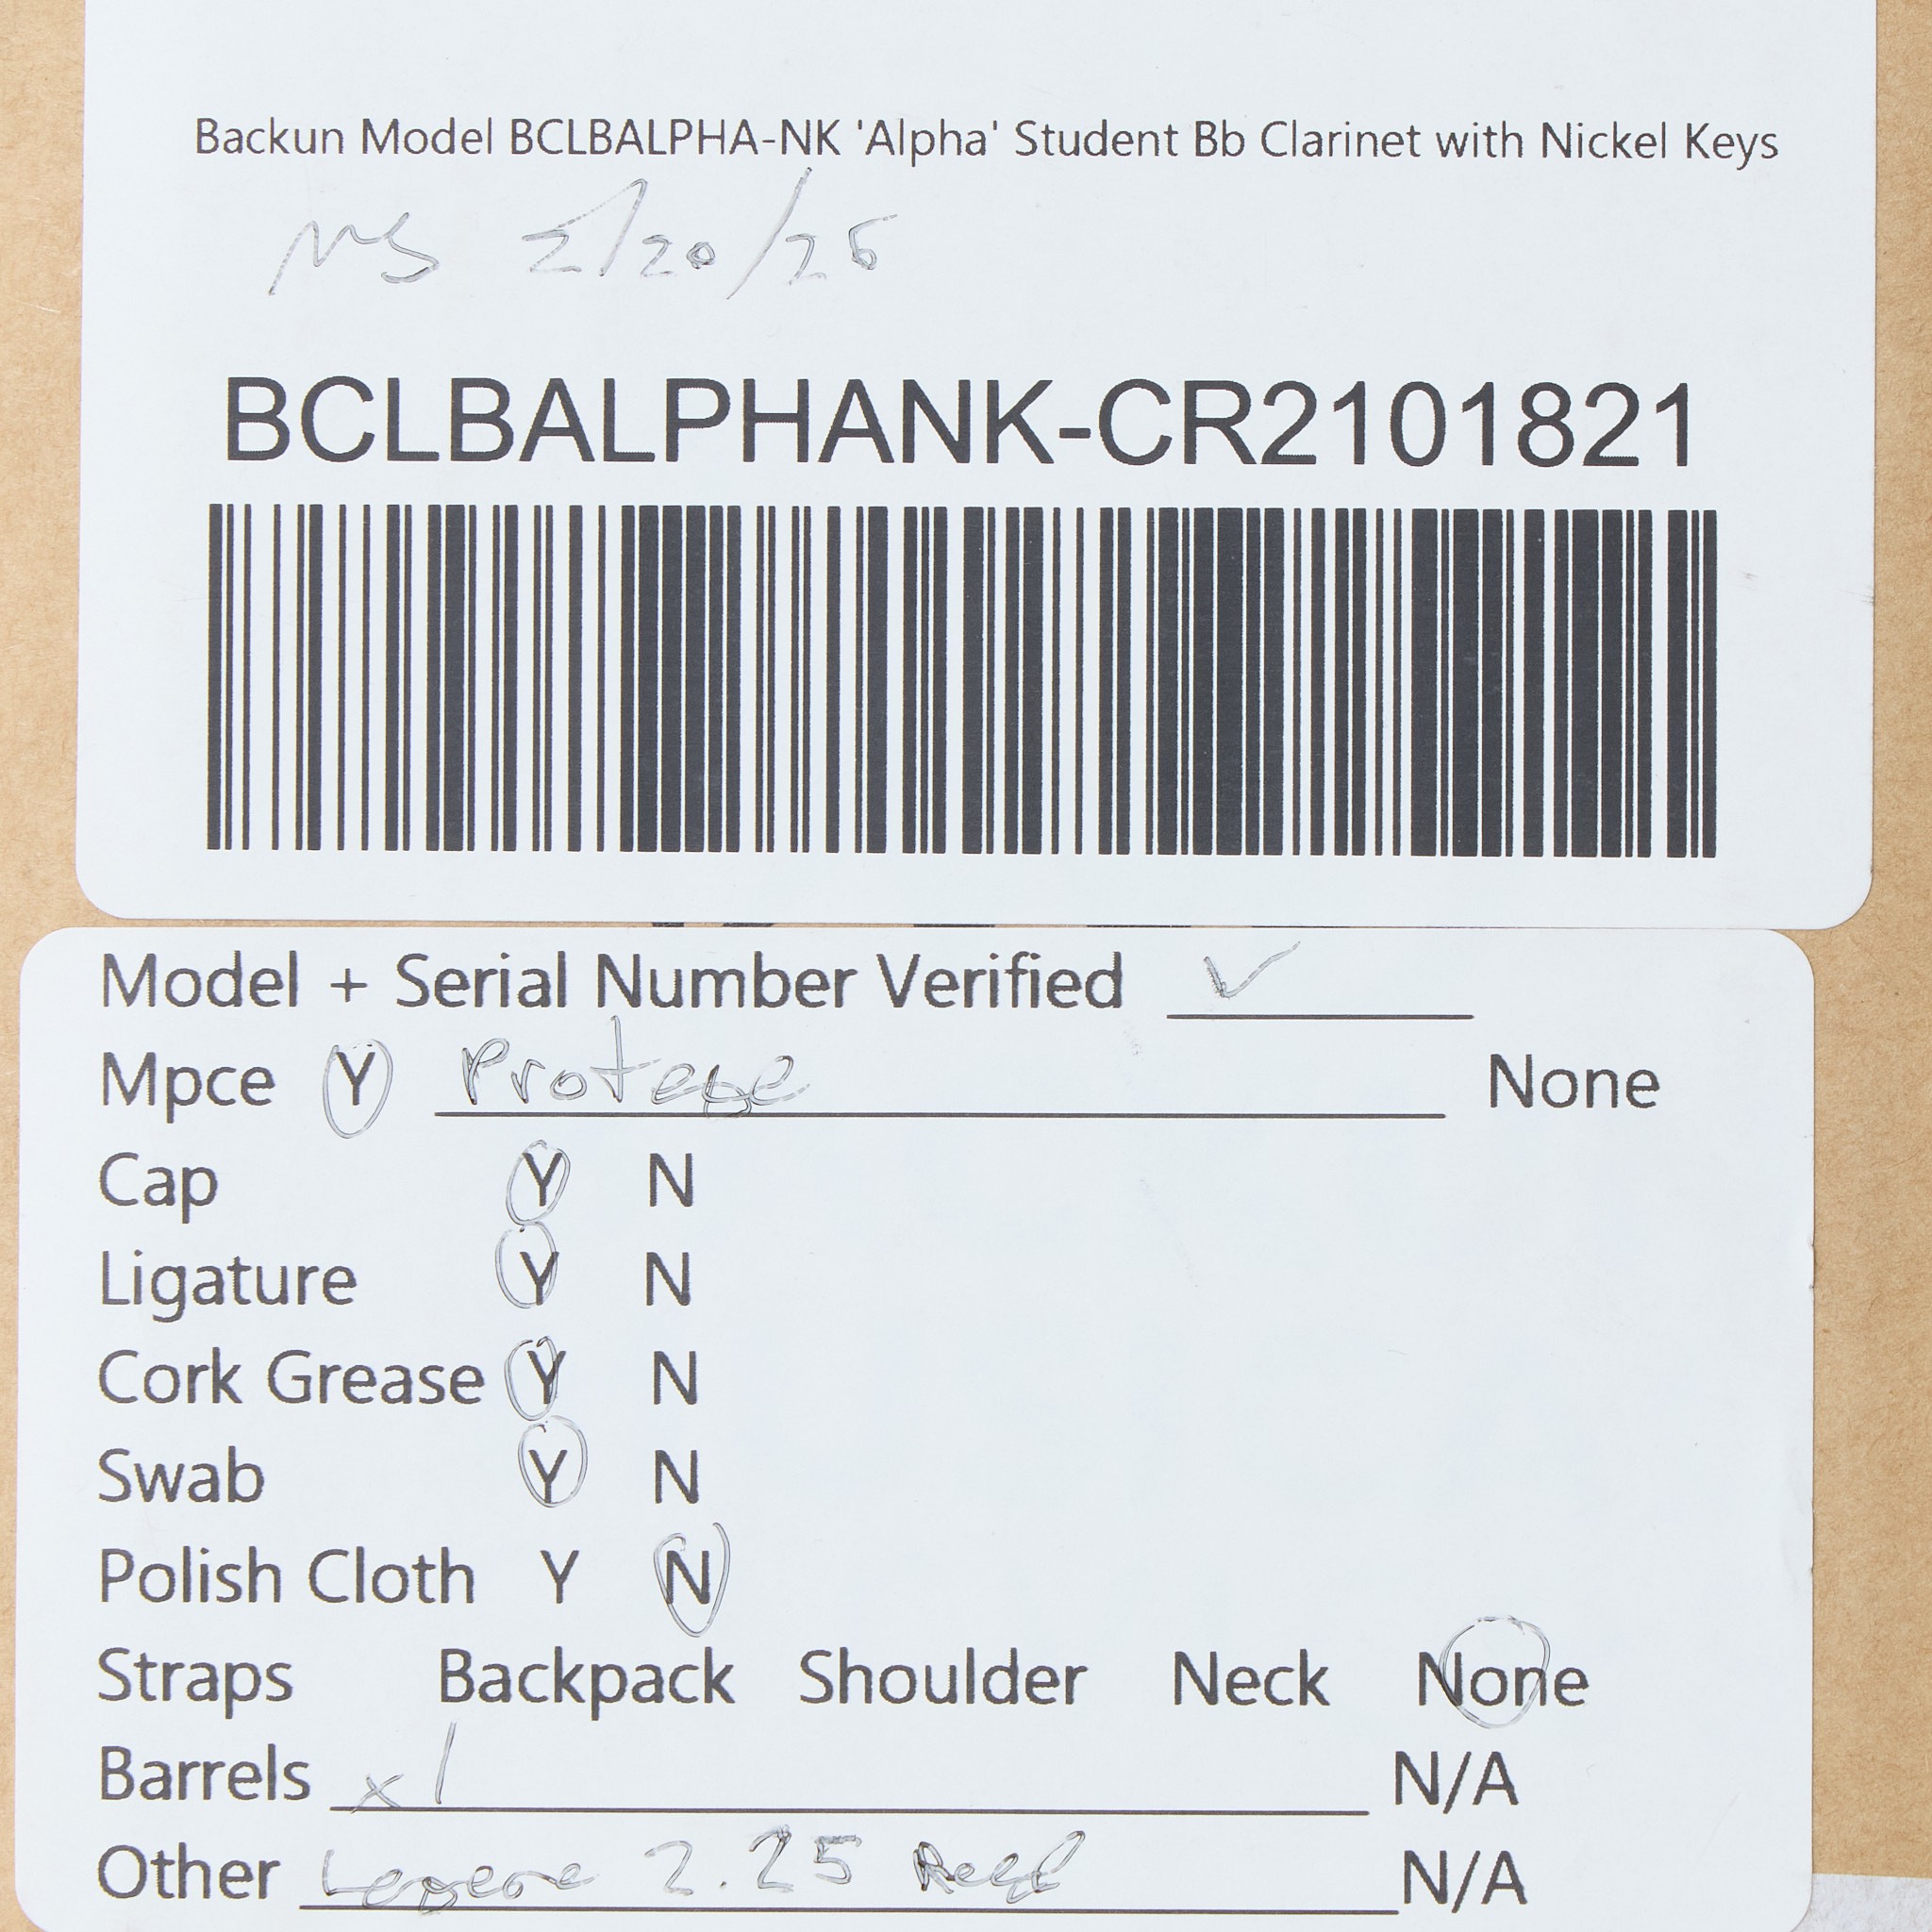 Backun Model BCLBALPHA-NK 'Alpha' Student Bb Clarinet with Nickel Keys
NS 2/20/26
BCLBALPHANK-CR2101821
Model + Serial Number Verified ✓
Mpce Y Protege None
Cap Y N
Ligature Y N
Cork Grease Y N
Swab Y N
Polish Cloth Y N
Straps Backpack Shoulder Neck None
Barrels x1 N/A
Other Legere 2.25 Reed N/A